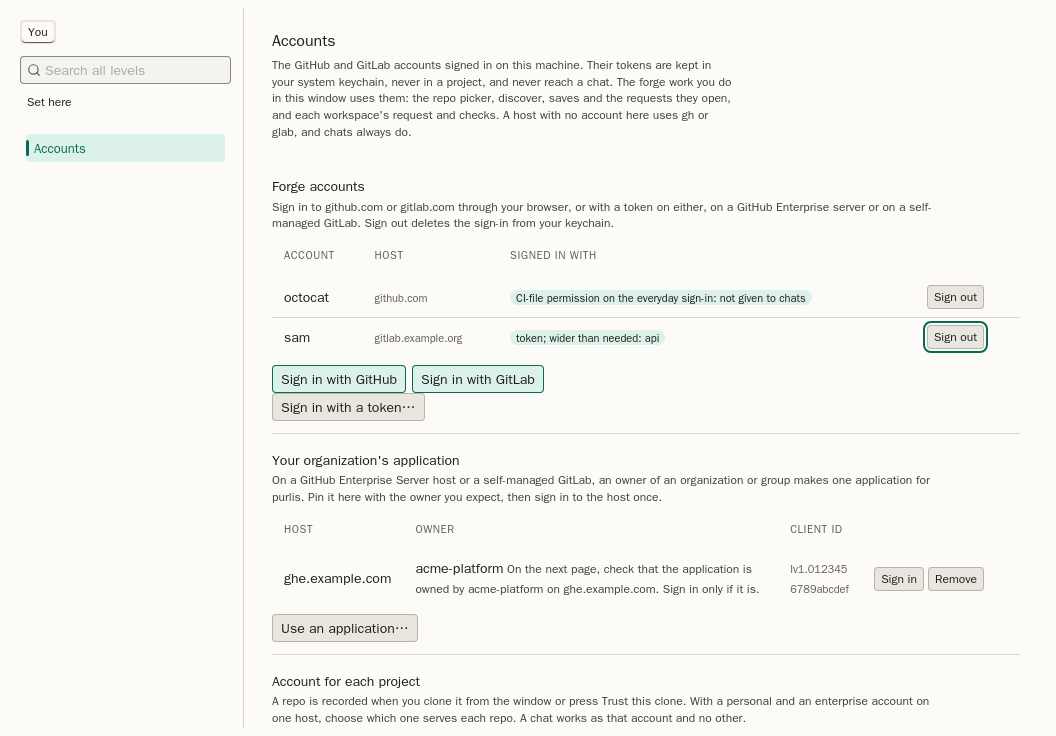 You
Search all levels
Set here
Accounts
Accounts
The GitHub and GitLab accounts signed in on this machine. Their tokens are kept in
your system keychain, never in a project, and never reach a chat. The forge work you do
in this window uses them: the repo picker, discover, saves and the requests they open,
and each workspace's request and checks. A host with no account here uses gh or
glab, and chats always do.
Forge accounts
Sign in to github.com or gitlab.com through your browser, or with a token on either, on a GitHub Enterprise server or on a self-
managed GitLab. Sign out deletes the sign-in from your keychain.
ACCOUNT HOST SIGNED IN WITH
octocat github.com CI-file permission on the everyday sign-in: not given to chats Sign out
sam gitlab.example.org token; wider than needed: api Sign out
Sign in with GitHub Sign in with GitLab
Sign in with a token···
Your organization's application
On a GitHub Enterprise Server host or a self-managed GitLab, an owner of an organization or group makes one application for
purlis. Pin it here with the owner you expect, then sign in to the host once.
HOST OWNER CLIENT ID
ghe.example.com acme-platform On the next page, check that the application is lv1.012345 Sign in Remove
owned by acme-platform on ghe.example.com. Sign in only if it is. 6789abcdef
Use an application···
Account for each project
A repo is recorded when you clone it from the window or press Trust this clone. With a personal and an enterprise account on
one host, choose which one serves each repo. A chat works as that account and no other.